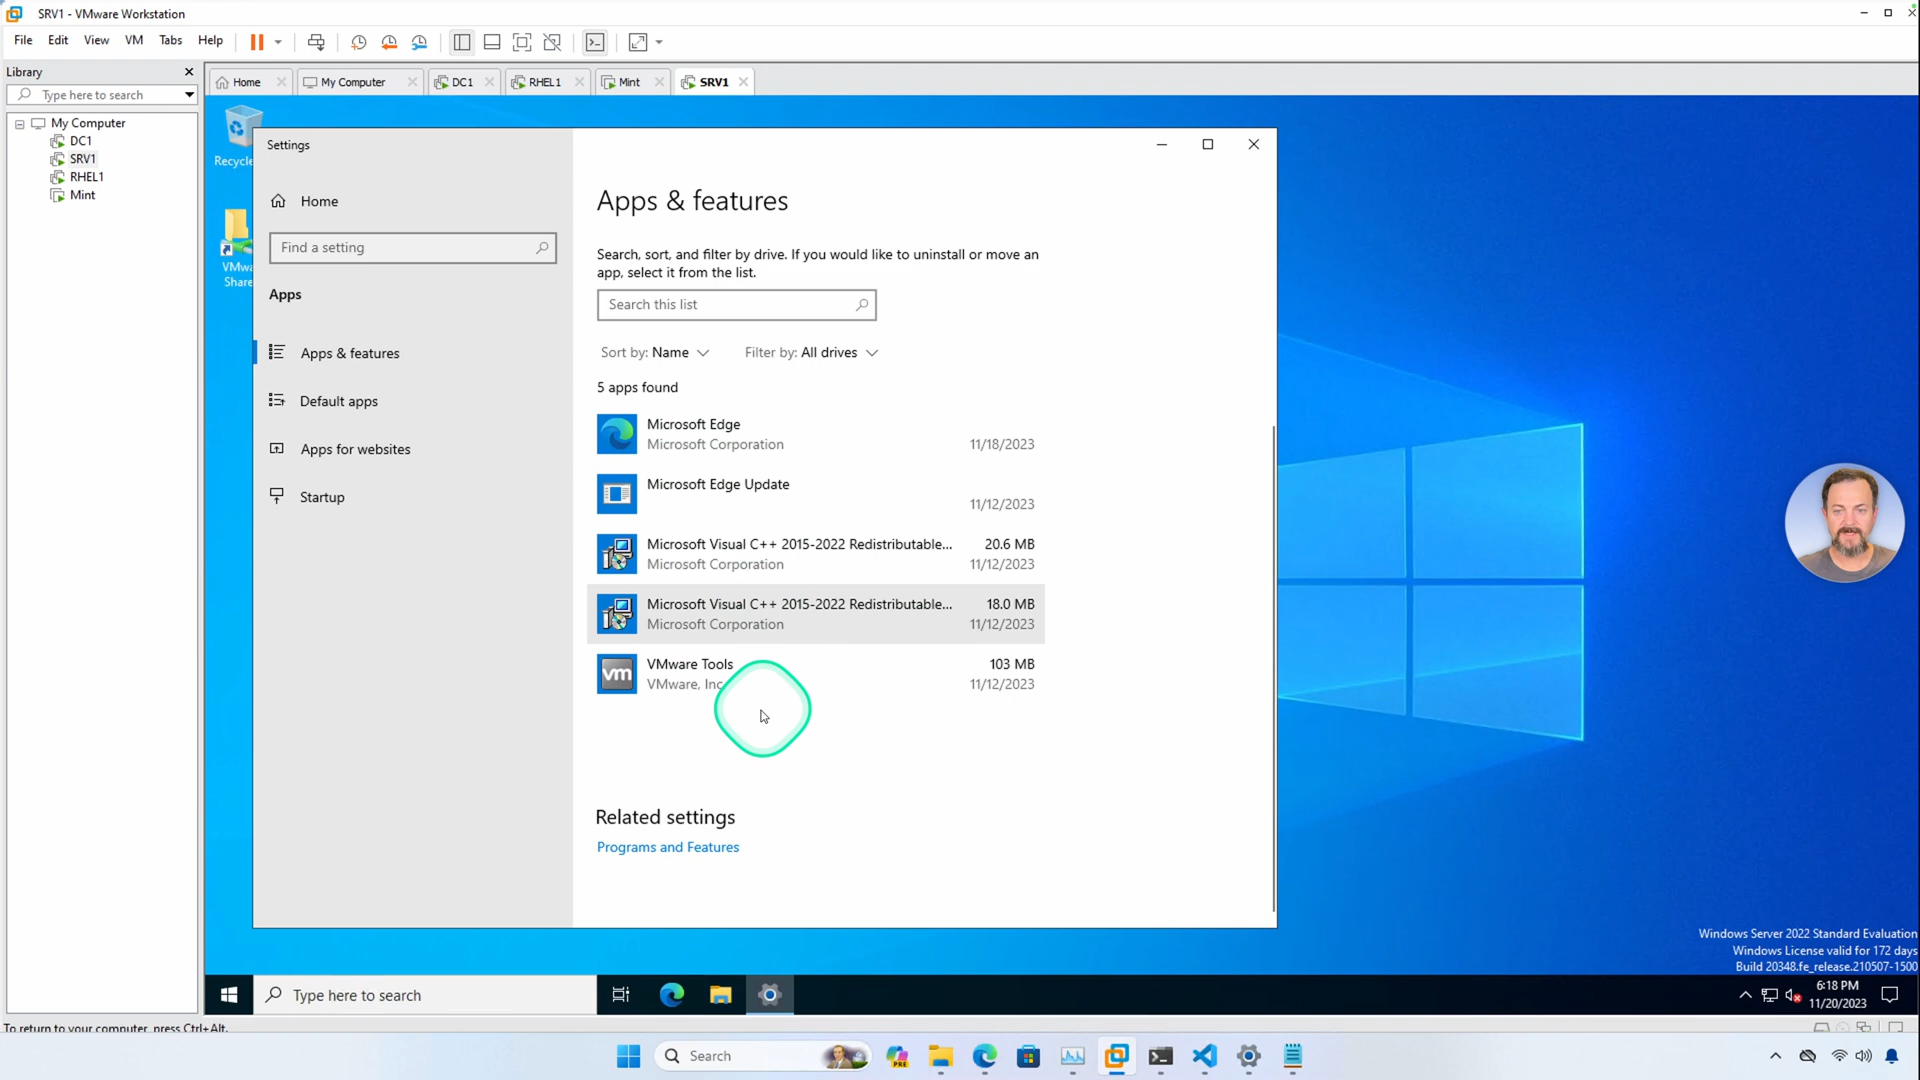 SRV1 - VMware Workstation
File Edit View VM Tabs Help
Library
Type here to search
My Computer
DC1
SRV1
RHEL1
Mint
Home
My Computer
DC1
RHEL1
Mint
SRV1
Recycle
VMwa
Share
Settings
Home
Find a setting
Apps
Apps & features
Default apps
Apps for websites
Startup
Apps & features
Search, sort, and filter by drive. If you would like to uninstall or move an
app, select it from the list.
Search this list
Sort by: Name Filter by: All drives
5 apps found
Microsoft Edge
Microsoft Corporation 11/18/2023
Microsoft Edge Update
11/12/2023
Microsoft Visual C++ 2015-2022 Redistributable... 20.6 MB
Microsoft Corporation 11/12/2023
Microsoft Visual C++ 2015-2022 Redistributable... 18.0 MB
Microsoft Corporation 11/12/2023
VMware Tools 103 MB
VMware, Inc 11/12/2023
vm
Related settings
Programs and Features
Windows Server 2022 Standard Evaluation
Windows License valid for 172 days
Build 20348.fe_release.210507-1500
Type here to search
6:18 PM
11/20/2023
To return to your computer, press Ctrl+Alt.
Search
PRE